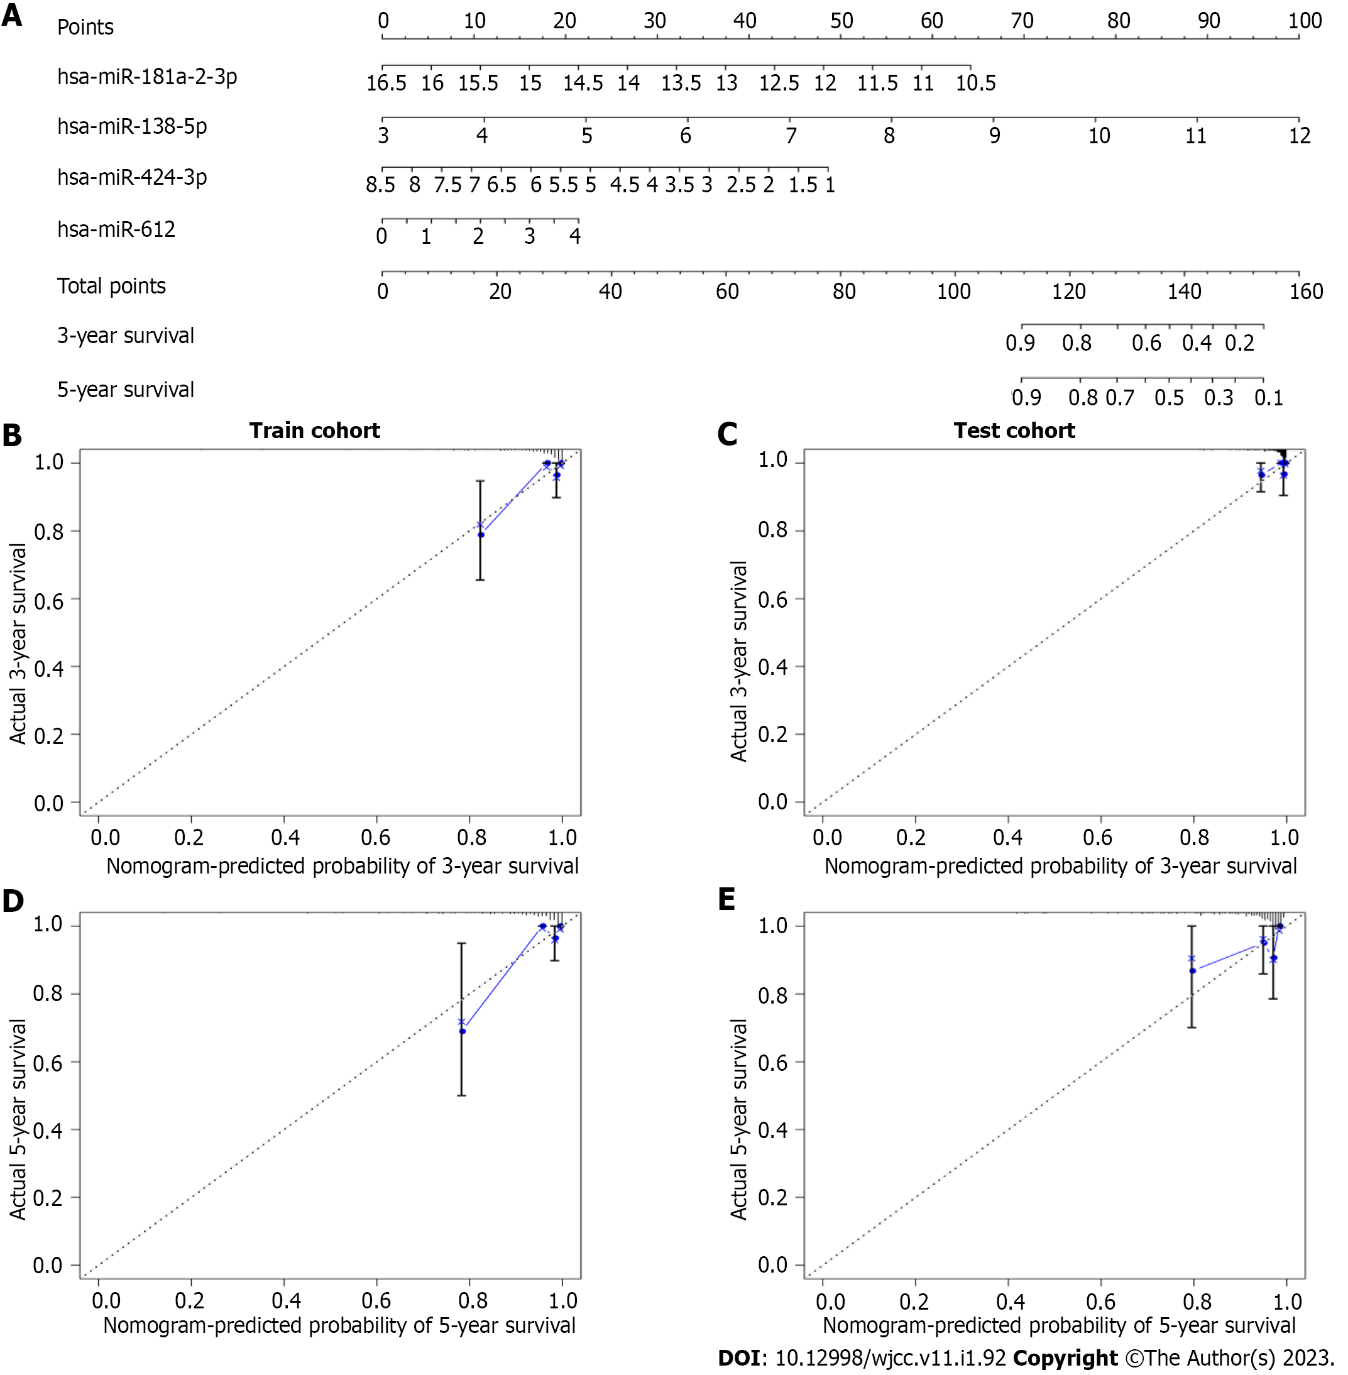 A
Points 0 10 20 30 40 50 60 70 80 90 100
hsa-miR-181a-2-3p 16.5 16 15.5 15 14.5 14 13.5 13 12.5 12 11.5 11 10.5
hsa-miR-138-5p 3 4 5 6 7 8 9 10 11 12
hsa-miR-424-3p 8.5 8 7.5 7 6.5 6 5.5 5 4.5 4 3.5 3 2.5 2 1.5 1
hsa-miR-612 0 1 2 3 4
Total points 0 20 40 60 80 100 120 140 160
3-year survival 0.9 0.8 0.6 0.4 0.2
5-year survival 0.9 0.8 0.7 0.5 0.3 0.1
B Train cohort
1.0
0.8
0.6
0.4
0.2
0.0
Actual 3-year survival
0.0 0.2 0.4 0.6 0.8 1.0
Nomogram-predicted probability of 3-year survival
C Test cohort
1.0
0.8
0.6
0.4
0.2
0.0
Actual 3-year survival
0.0 0.2 0.4 0.6 0.8 1.0
Nomogram-predicted probability of 3-year survival
D
1.0
0.8
0.6
0.4
0.2
0.0
Actual 5-year survival
0.0 0.2 0.4 0.6 0.8 1.0
Nomogram-predicted probability of 5-year survival
E
1.0
0.8
0.6
0.4
0.2
0.0
Actual 5-year survival
0.0 0.2 0.4 0.6 0.8 1.0
Nomogram-predicted probability of 5-year survival
DOI: 10.12998/wjcc.v11.i1.92 Copyright ©The Author(s) 2023.